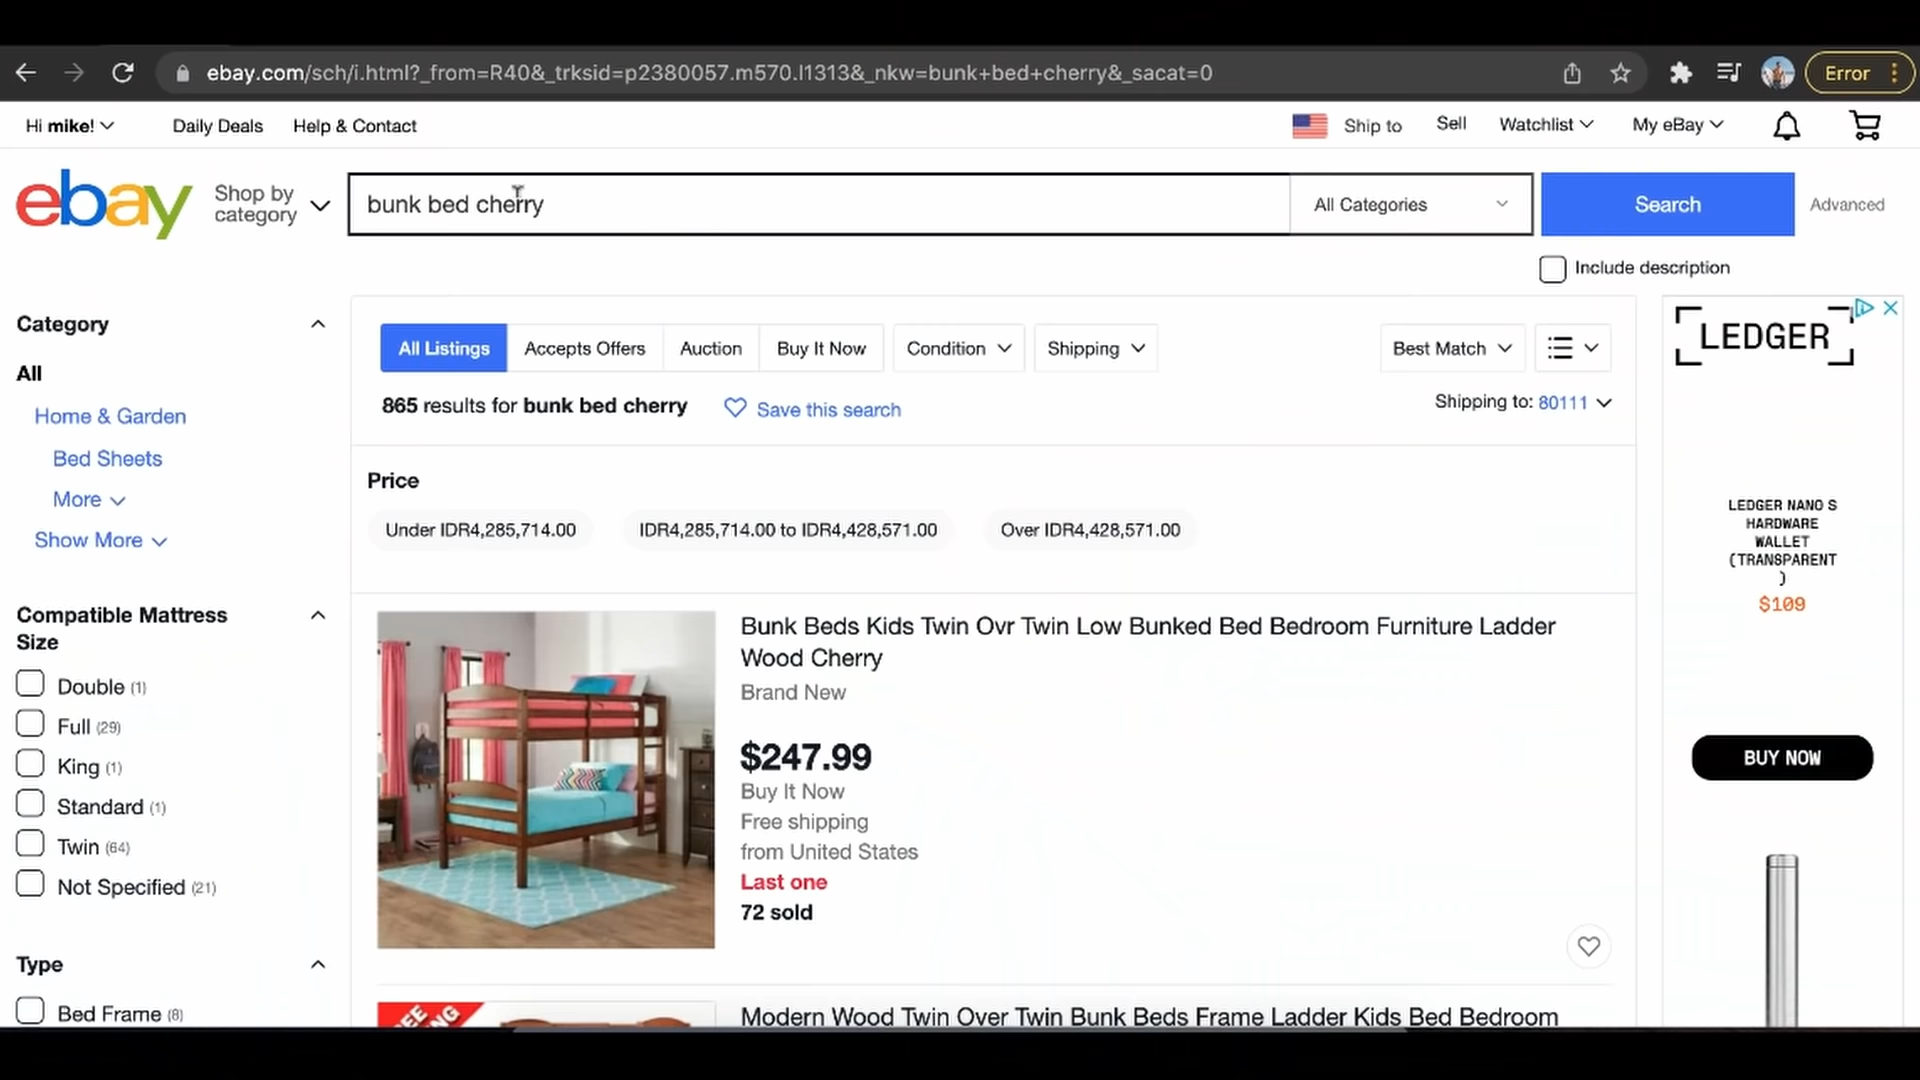 ebay.com/sch/i.html?_from=R40&_trksid=p2380057.m570.l1313&_nkw=bunk+bed+cherry&_sacat=0
Error
Hi mike!
Daily Deals
Help & Contact
Ship to
Sell
Watchlist
My eBay
ebay
Shop by
category
bunk bed cherry
All Categories
Search
Advanced
Include description
Category
All
Home & Garden
Bed Sheets
More
Show More
Compatible Mattress
Size
Double (1)
Full (29)
King (1)
Standard (1)
Twin (64)
Not Specified (21)
Type
Bed Frame (8)
All Listings
Accepts Offers
Auction
Buy It Now
Condition
Shipping
Best Match
865 results for bunk bed cherry
Save this search
Shipping to: 80111
Price
Under IDR4,285,714.00
IDR4,285,714.00 to IDR4,428,571.00
Over IDR4,428,571.00
Bunk Beds Kids Twin Ovr Twin Low Bunked Bed Bedroom Furniture Ladder
Wood Cherry
Brand New
$247.99
Buy It Now
Free shipping
from United States
Last one
72 sold
Modern Wood Twin Over Twin Bunk Beds Frame Ladder Kids Bed Bedroom
LEDGER
LEDGER NANO S
HARDWARE
WALLET
(TRANSPARENT
)
$109
BUY NOW